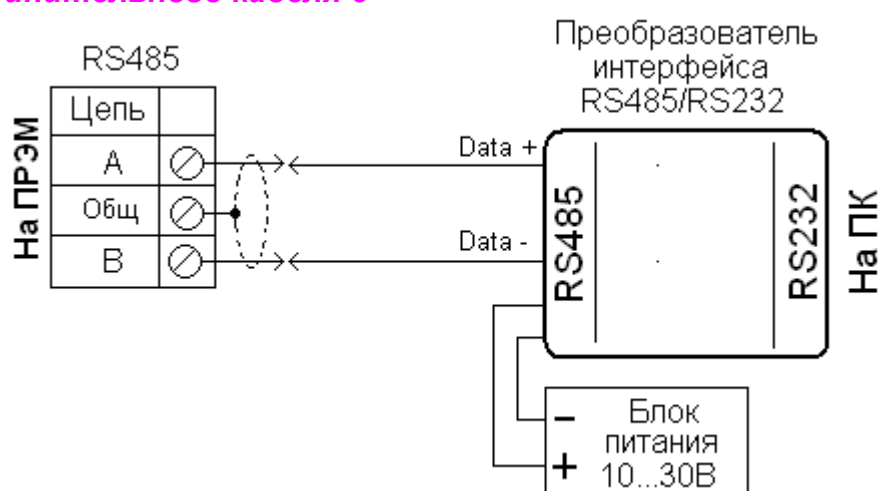 кабеля
RS485
Цепь
А
Общ
В
На ПРЭМ
Data +
Data -
Преобразователь
интерфейса
RS485/RS232
RS485
RS232
На ПК
Блок
питания
10...30В
–
+